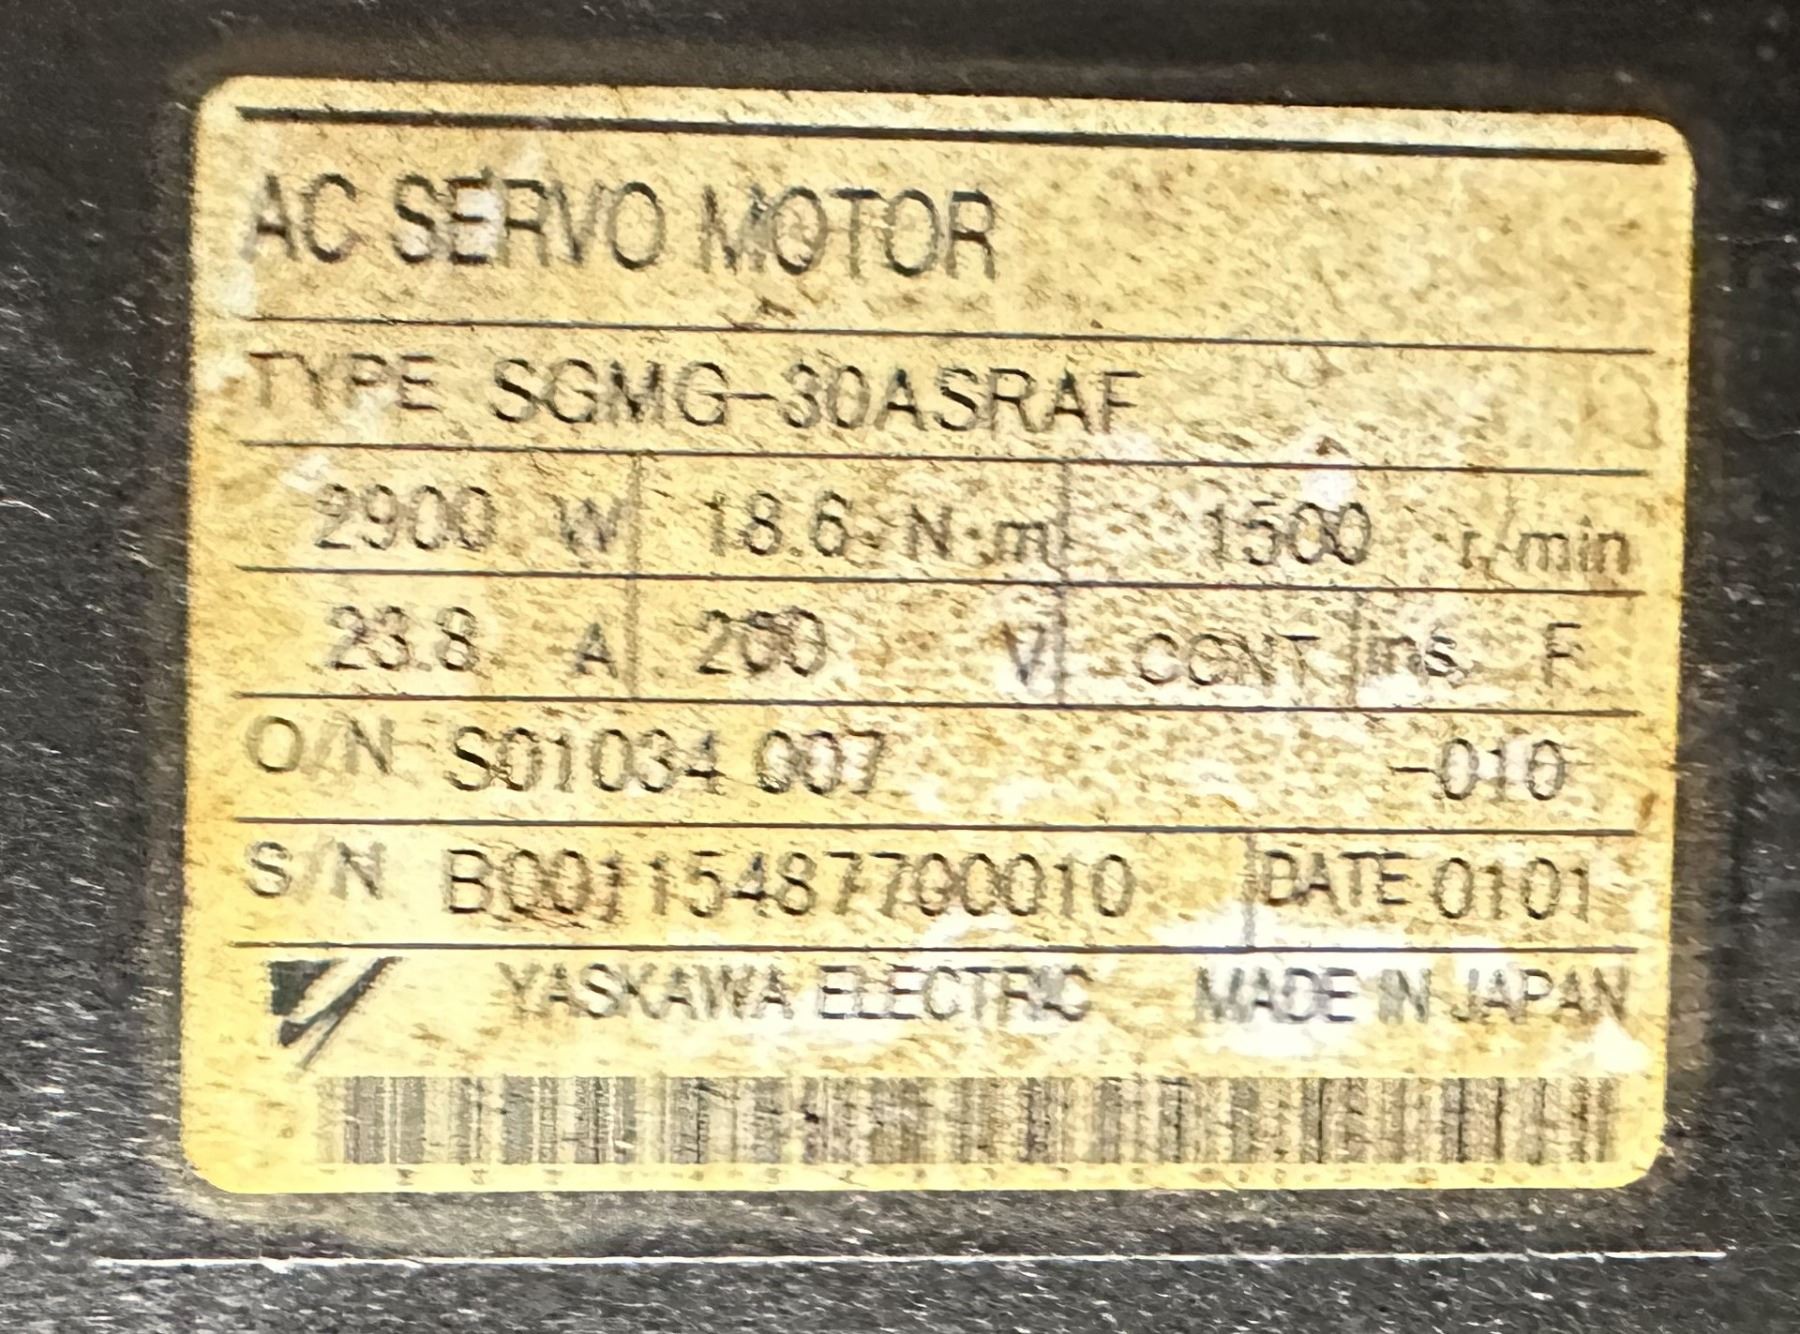 AC SERVO MOTOR
TYPE SGMG-30ASRAF
2900 W 18.6 N·m 1500 r/min
23.8 A 200 V CONT ins. F
O/N S01034 007 -010
S/N B00115487700010 DATE 0101
YASKAWA ELECTRIC MADE IN JAPAN